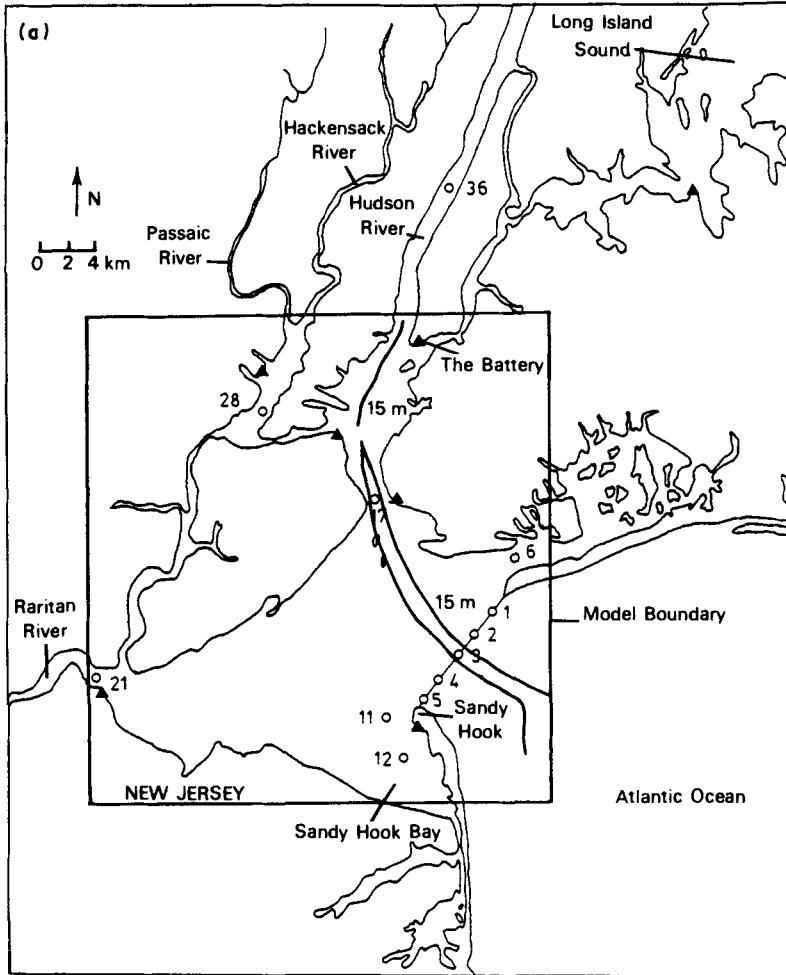 (a)
Long Island
Sound
Hackensack
River
36
Hudson
River
N
Passaic
River
0 2 4 km
The Battery
28
15 m
6
15 m
1
Model Boundary
2
3
Raritan
River
4
21
5
Sandy
Hook
11
12
NEW JERSEY
Atlantic Ocean
Sandy Hook Bay